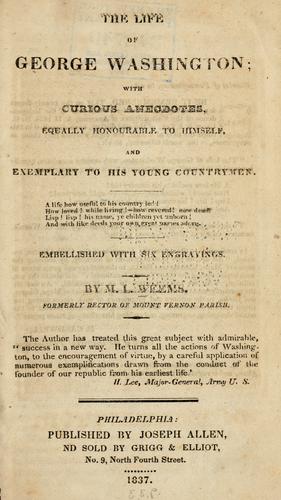 THE LIFE
OF
GEORGE WASHINGTON;
WITH
CURIOUS ANECDOTES,
EQUALLY HONOURABLE TO HIMSELF,
AND
EXEMPLARY TO HIS YOUNG COUNTRYMEN.
A life how useful to his country led!
How loved! while living!—how revered! now dead!
Lisp! lisp! his name, ye children yet unborn!
And with like deeds your own great names adorn.
EMBELLISHED WITH SIX ENGRAVINGS.
BY M. L. WEEMS,
FORMERLY RECTOR OF MOUNT VERNON PARISH.
The Author has treated this great subject with admirable,
"success in a new way. He turns all the actions of Washing-
ton, to the encouragement of virtue, by a careful application of
numerous exemplifications drawn from the conduct of the
founder of our republic from his earliest life."
H. Lee, Major-General, Army U. S.
PHILADELPHIA:
PUBLISHED BY JOSEPH ALLEN,
ND SOLD BY GRIGG & ELLIOT,
No. 9, North Fourth Street.
1837.